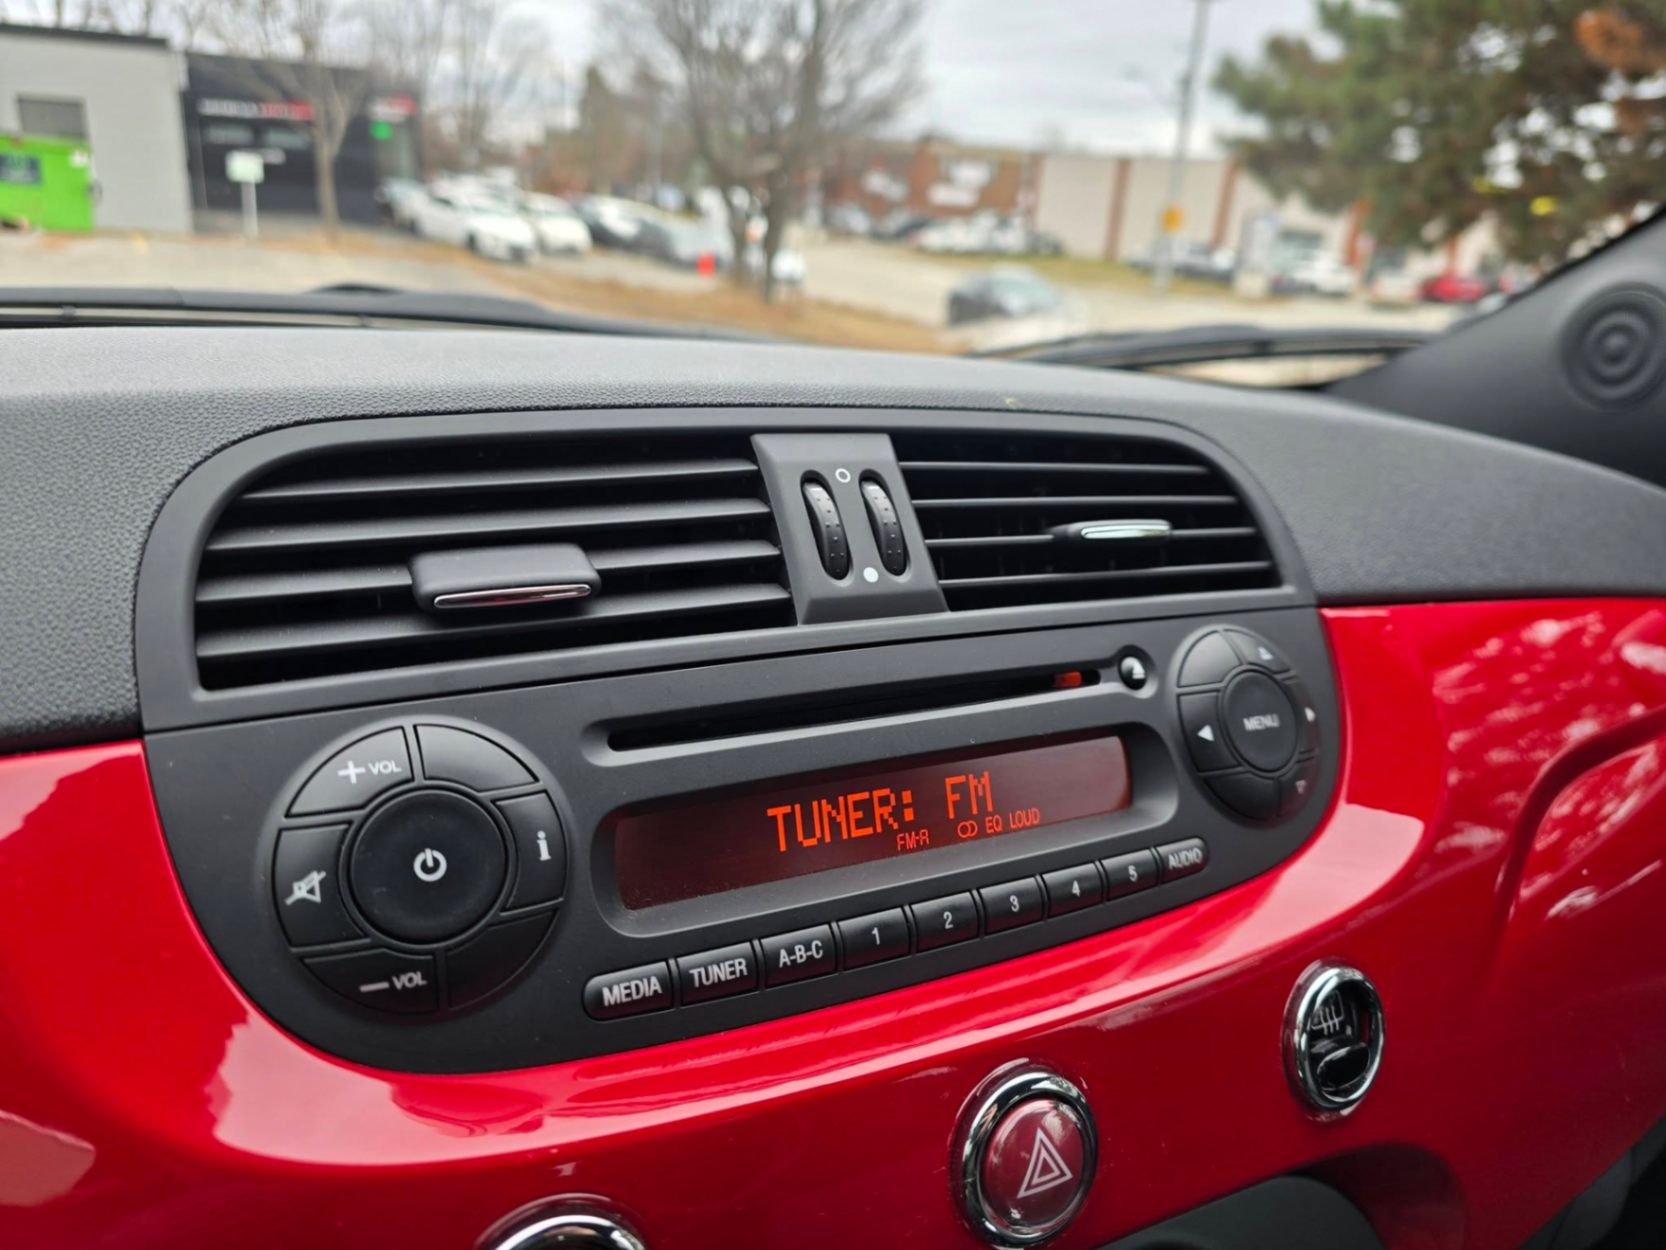 + VOL
MENU
TUNER: FM
FM-A EQ LOUD
i
MEDIA TUNER A-B-C 1 2 3 4 5 AUDIO
— VOL